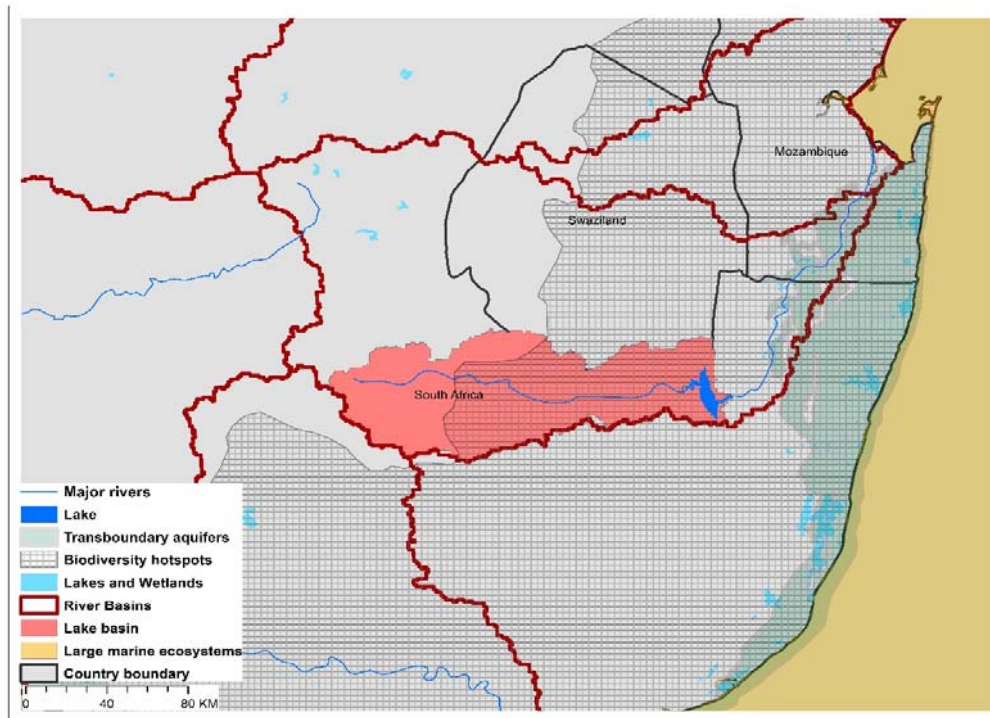 Mozambique
Swaziland
South Africa
Major rivers
Lake
Transboundary aquifers
Biodiversity hotspots
Lakes and Wetlands
River Basins
Lake basin
Large marine ecosystems
Country boundary
0 40 80 KM